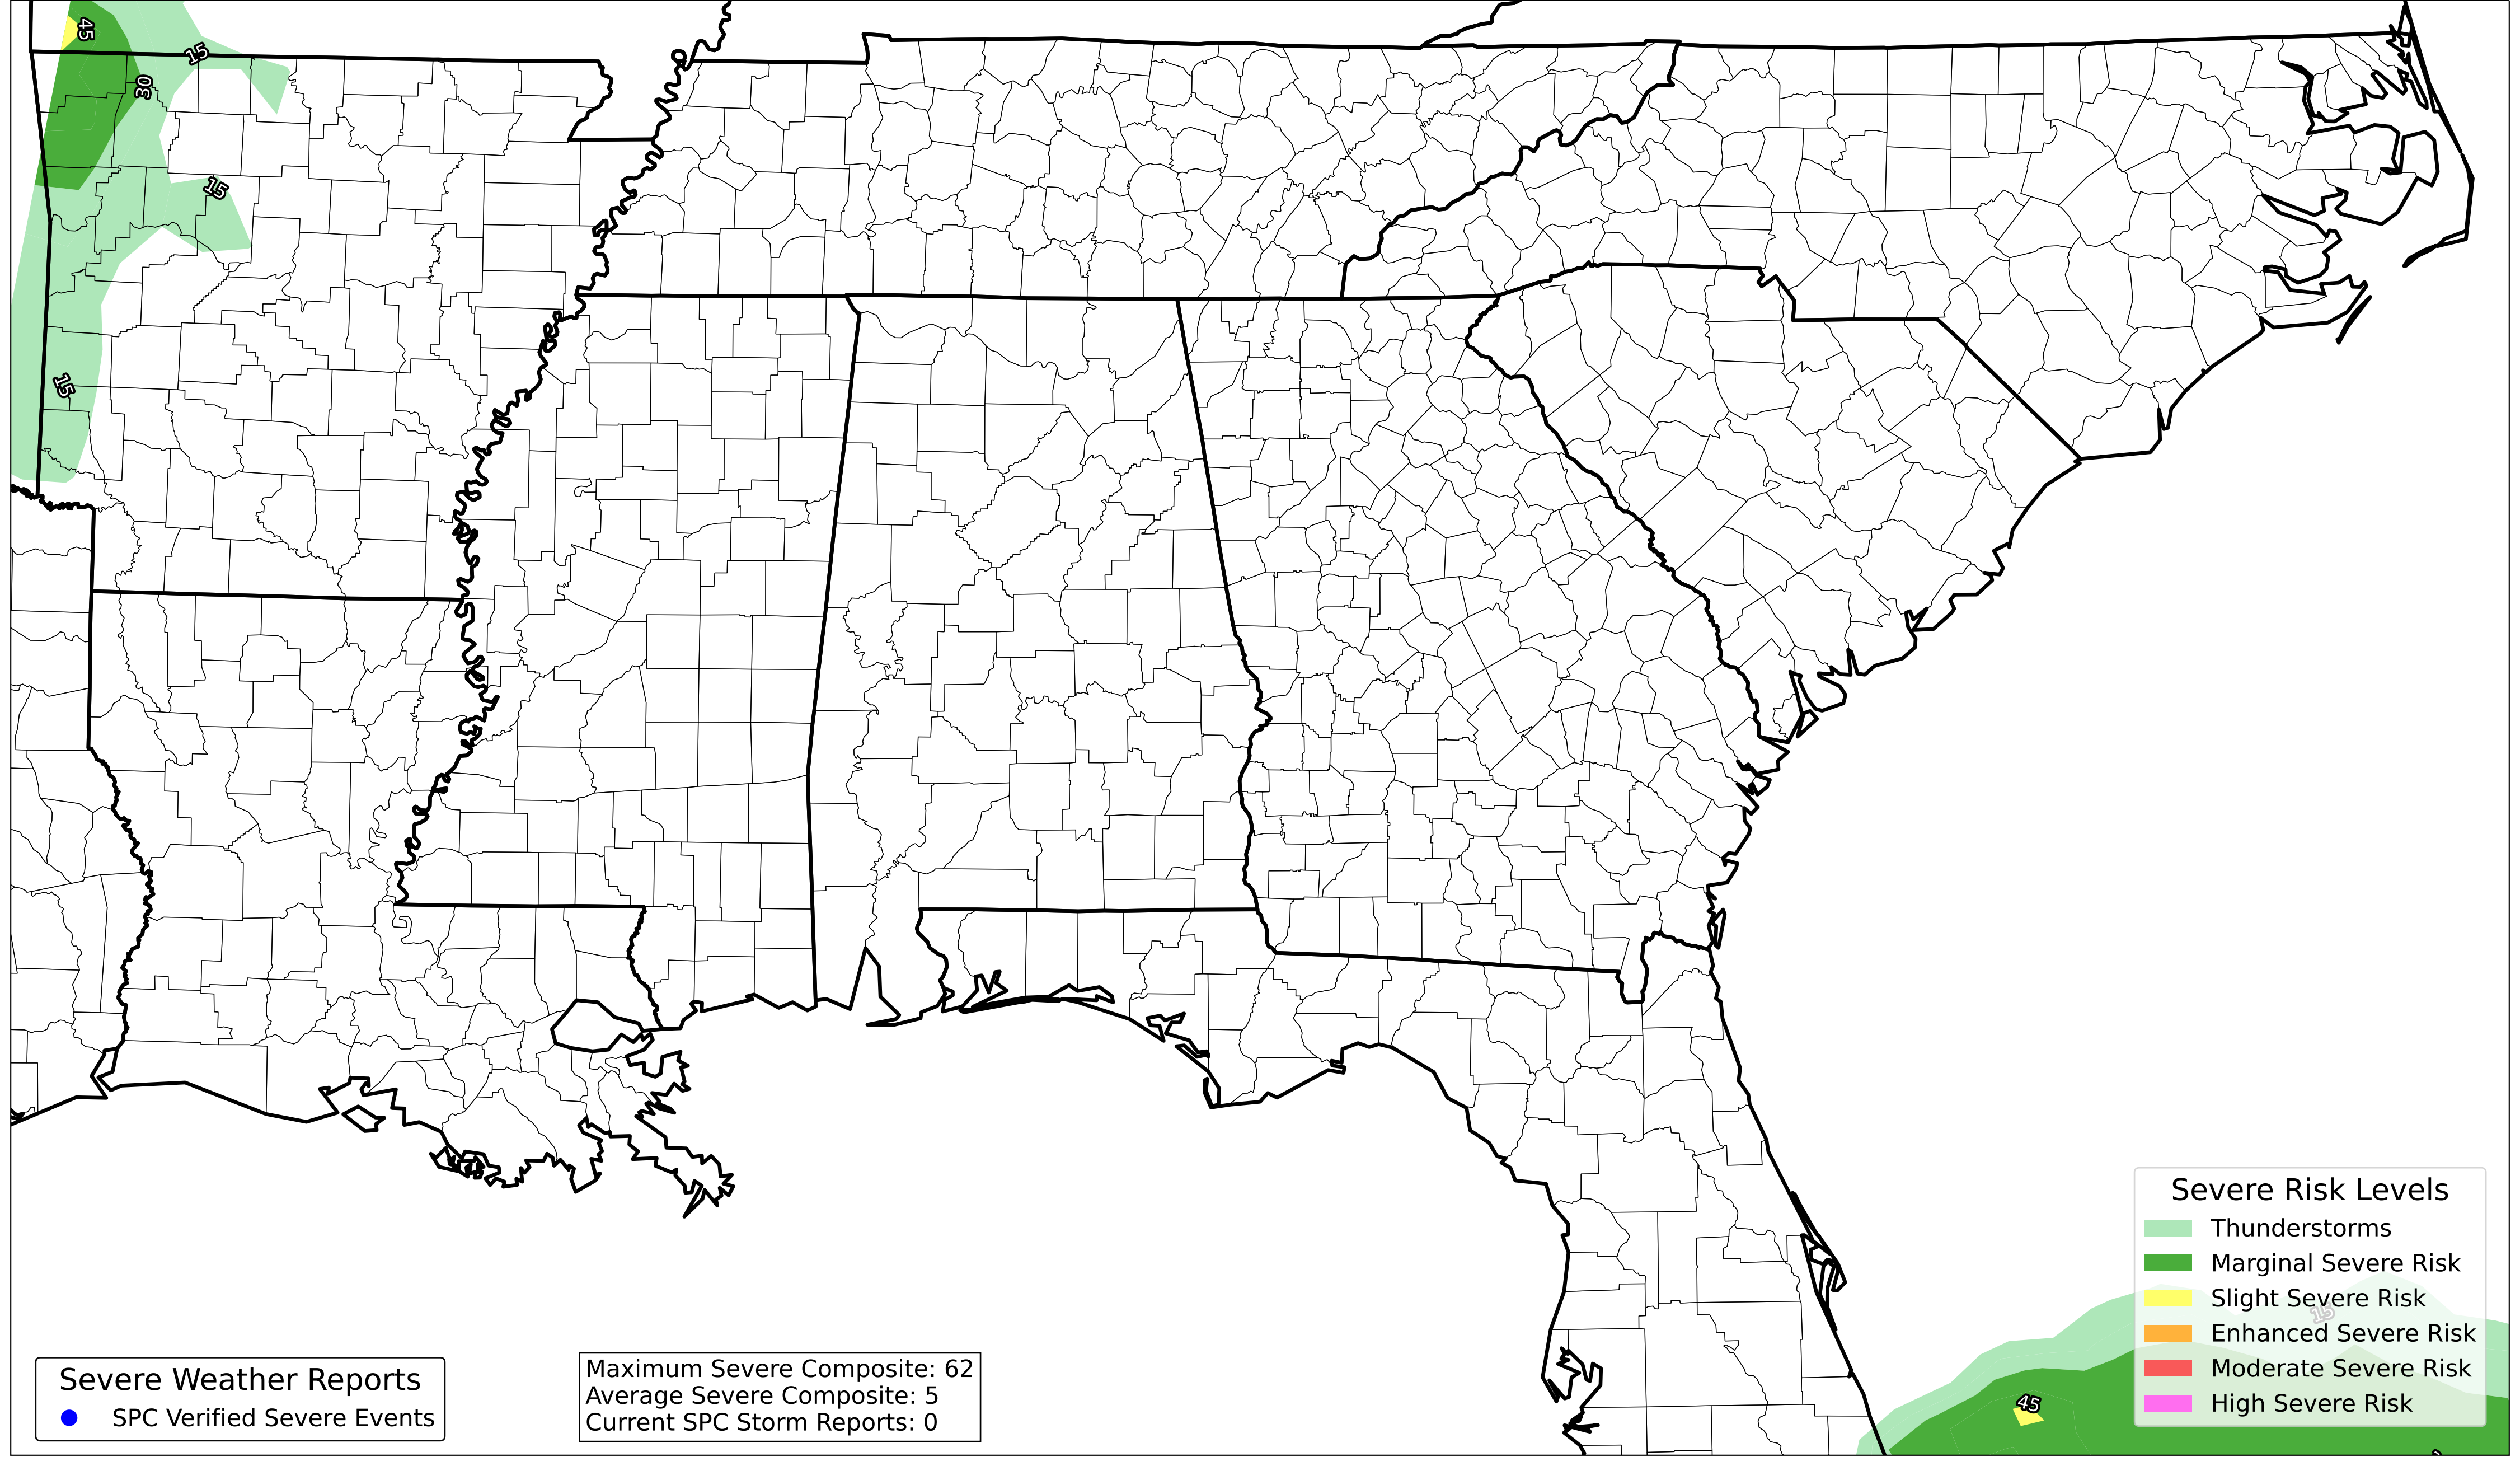 45
15
30
15
15
Severe Risk Levels
Thunderstorms
Marginal Severe Risk
Slight Severe Risk
15
Enhanced Severe Risk
Moderate Severe Risk
High Severe Risk
45
Severe Weather Reports
SPC Verified Severe Events
Maximum Severe Composite: 62
Average Severe Composite: 5
Current SPC Storm Reports: 0